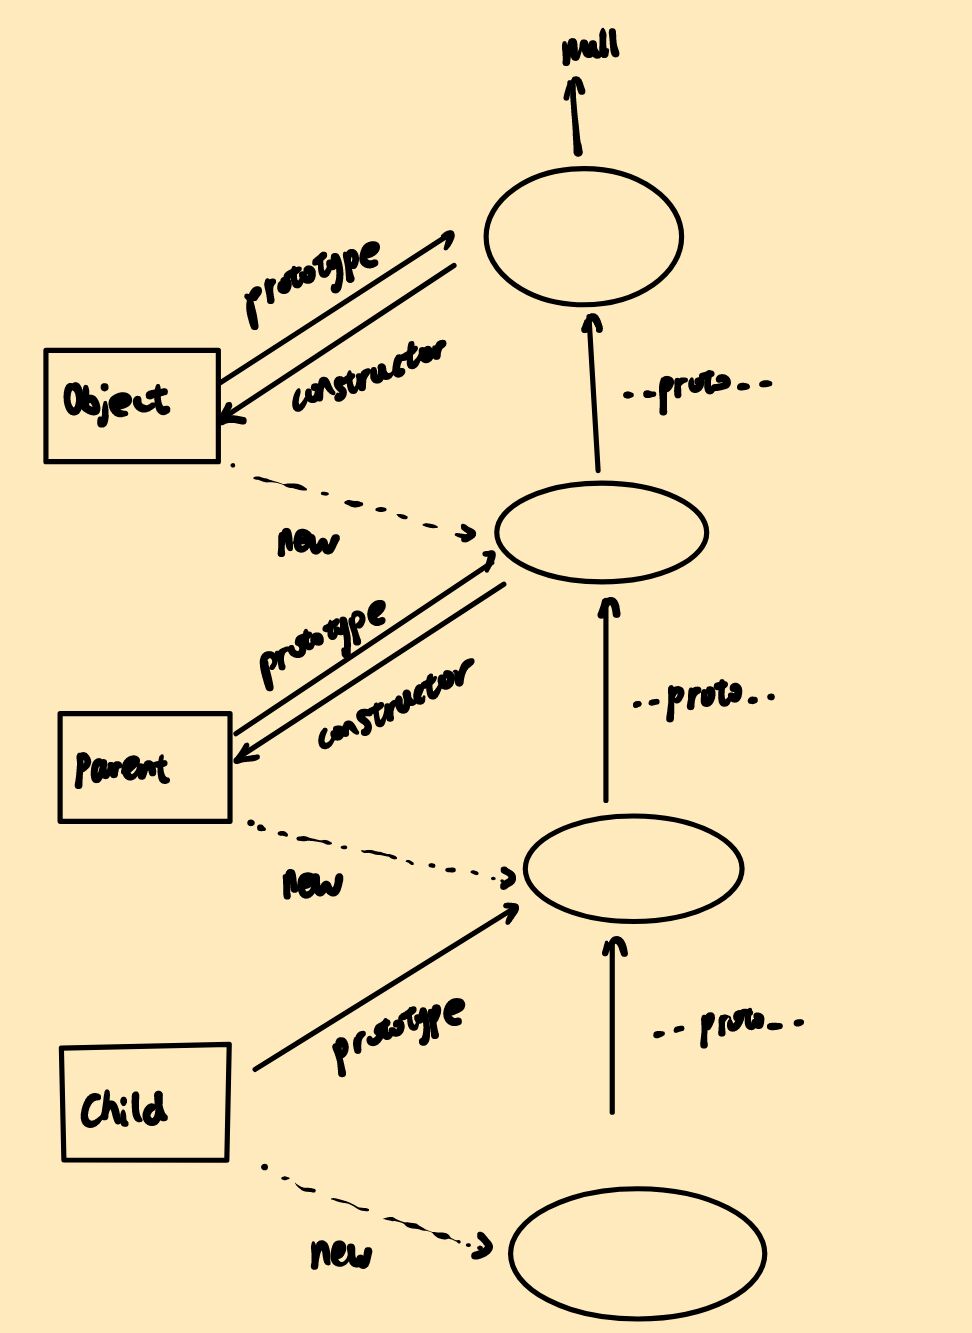 null
prototype
constructor
Object
--proto--
new
prototype
constructor
--proto--
Parent
new
prototype
--proto--
Child
new